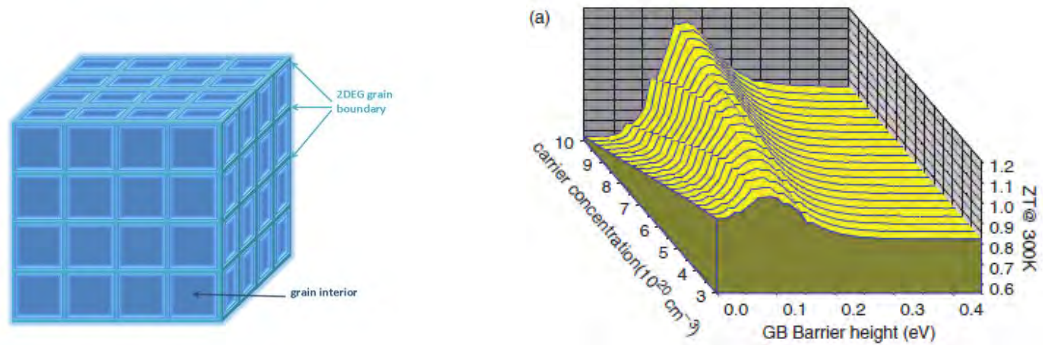 2DEG grain
boundary
grain interior
(a)
10
9
8
7
6
5
4
3
carrier concentration(10²⁰ cm⁻³)
1.2
1.1
1.0
0.9
0.8
0.7
0.6
ZT@ 300K
0.0 0.1 0.2 0.3 0.4
GB Barrier height (eV)